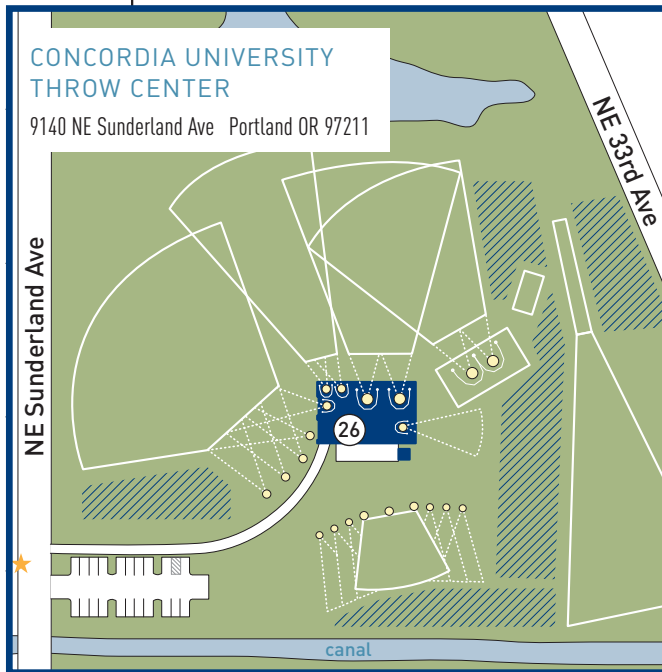 CONCORDIA UNIVERSITY
THROW CENTER
9140 NE Sunderland Ave Portland OR 97211
NE 33rd Ave
NE Sunderland Ave
26
canal